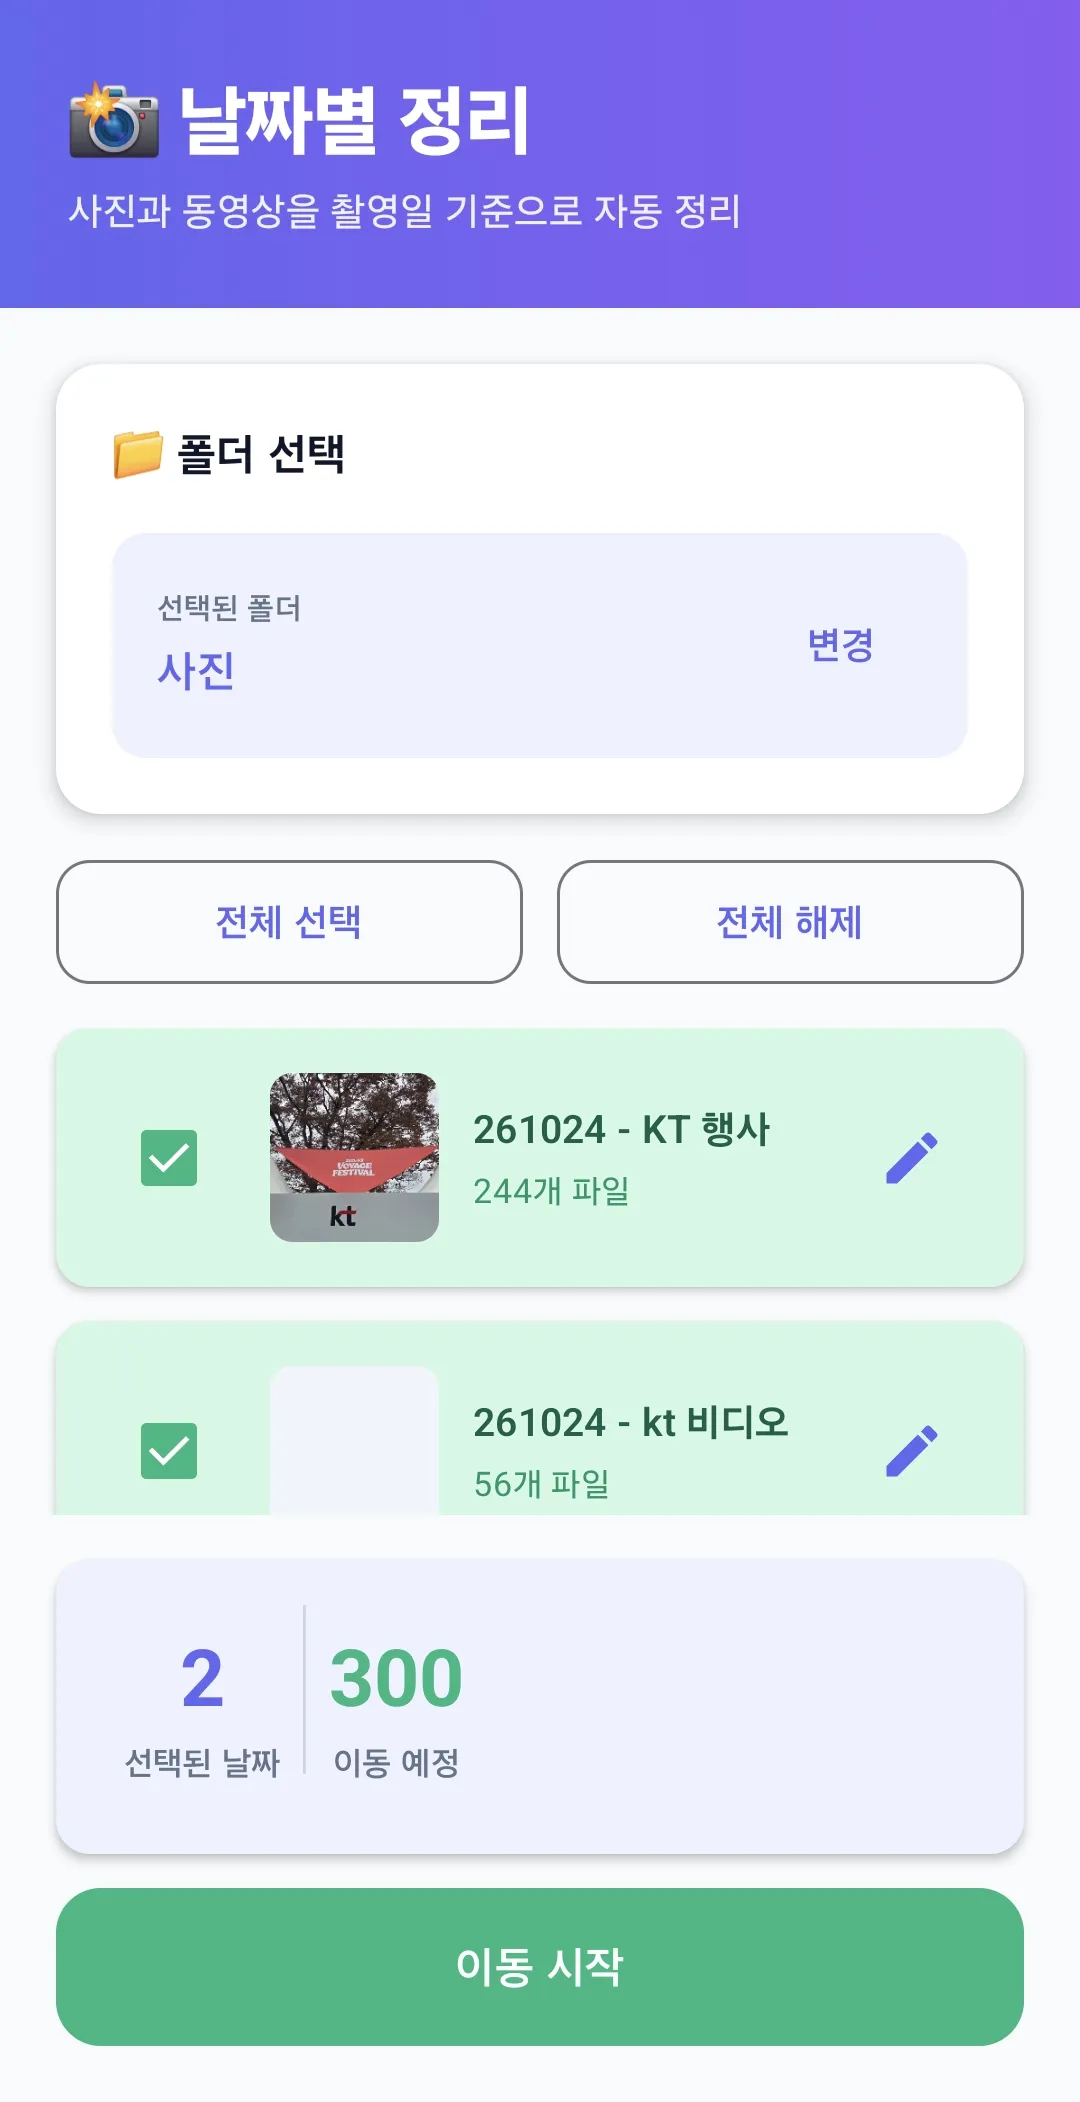 날짜별 정리
사진과 동영상을 촬영일 기준으로 자동 정리
폴더 선택
선택된 폴더
사진
변경
전체 선택
전체 해제
VOYAGE
FESTIVAL
kt
261024 - KT 행사
244개 파일
261024 - kt 비디오
56개 파일
2
선택된 날짜
300
이동 예정
이동 시작